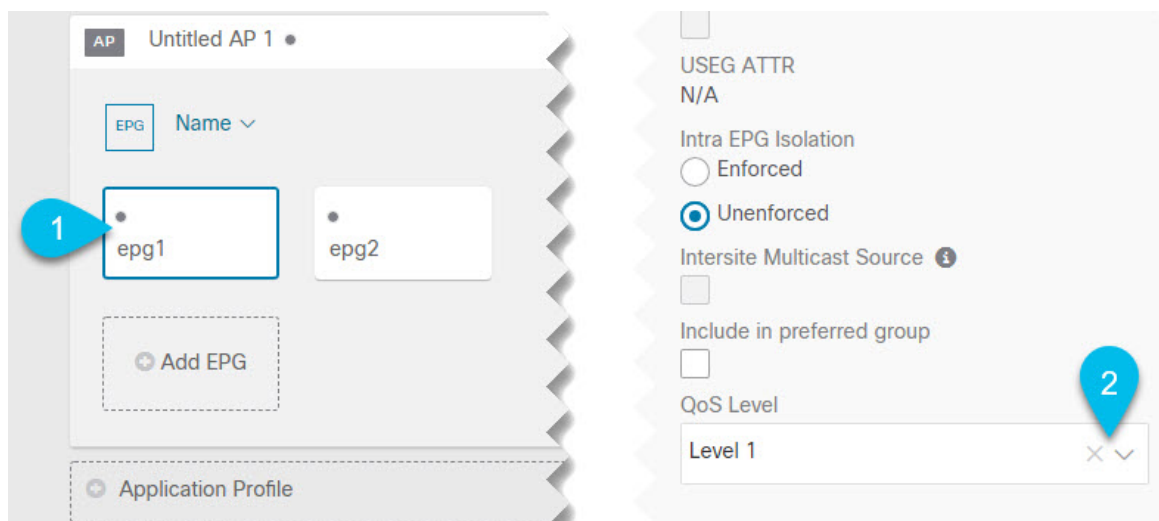 AP Untitled AP 1
EPG Name
1
epg1
epg2
Add EPG
Application Profile
USEG ATTR
N/A
Intra EPG Isolation
Enforced
Unenforced
Intersite Multicast Source
Include in preferred group
2
QoS Level
Level 1